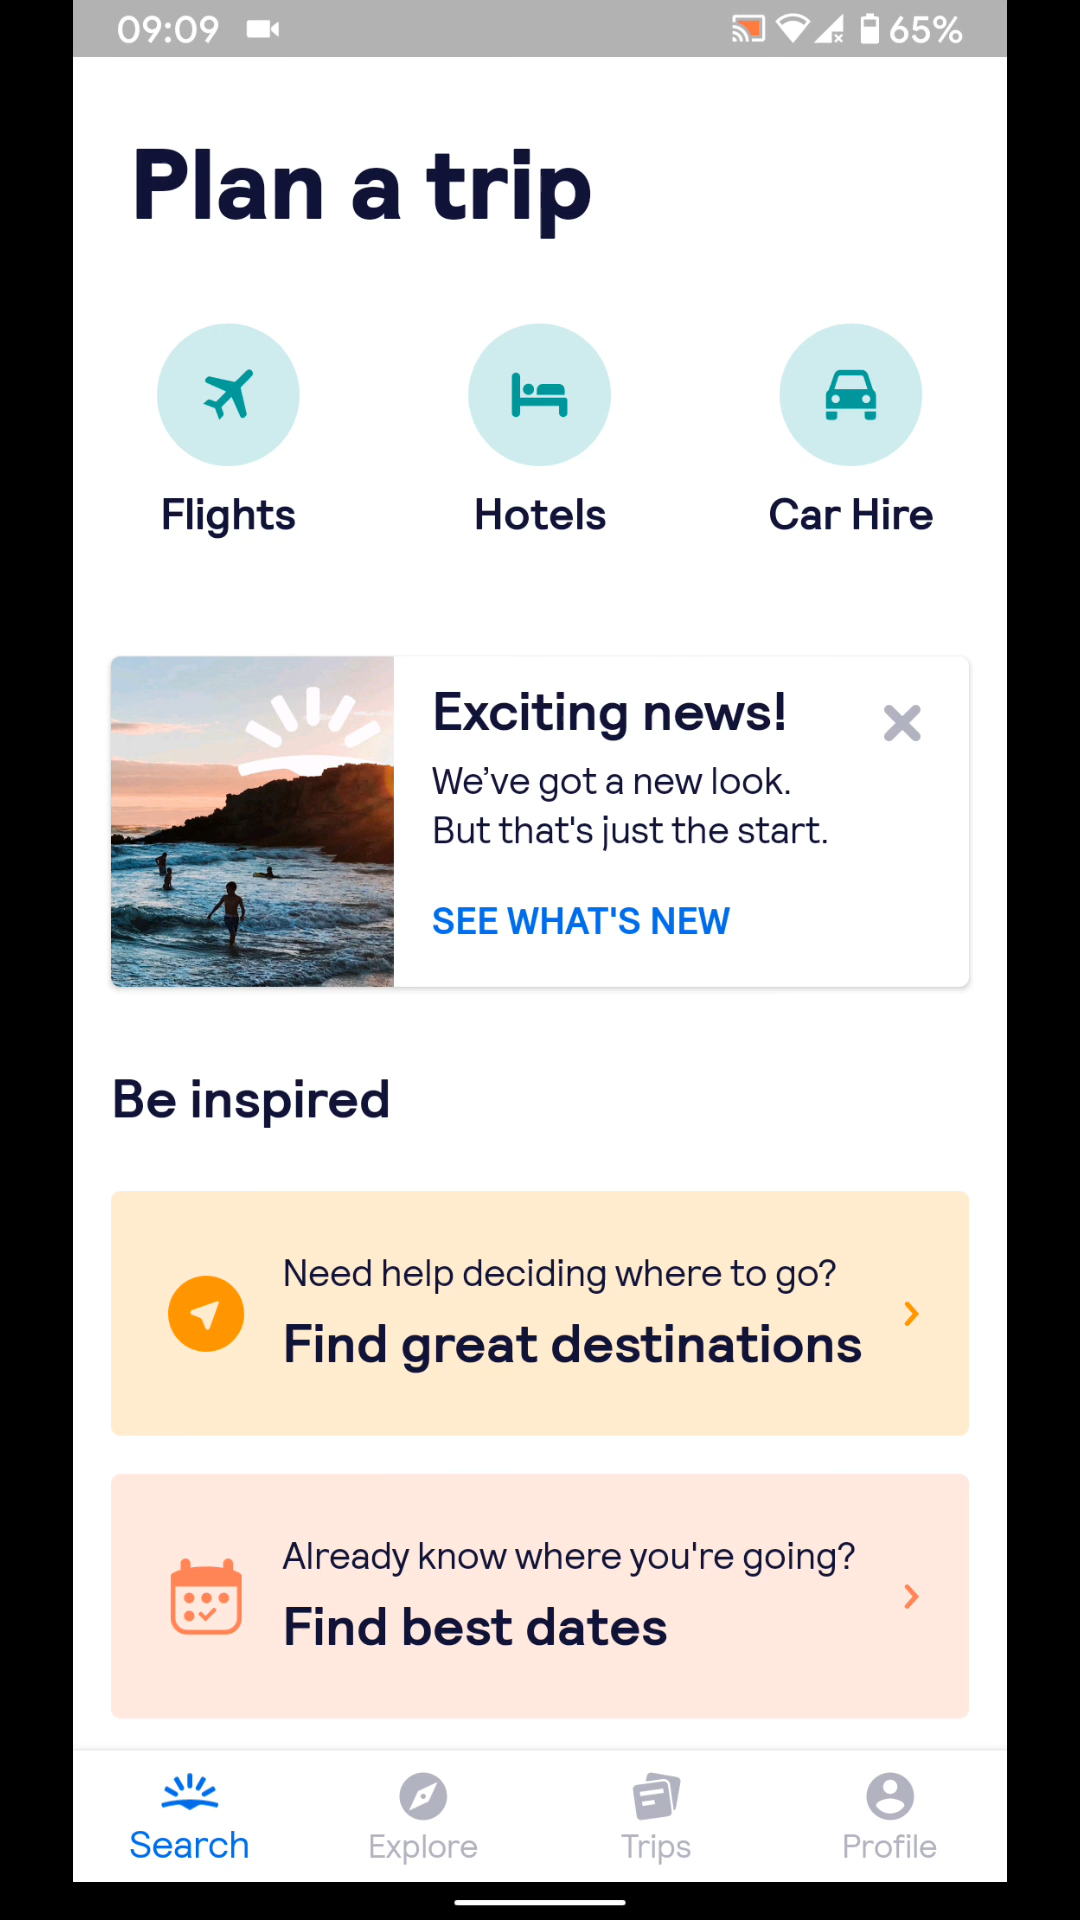 09:09
65%
Plan a trip
Flights
Hotels
Car Hire
Exciting news!
We’ve got a new look.
But that's just the start.
SEE WHAT'S NEW
Be inspired
Need help deciding where to go?
Find great destinations
Already know where you're going?
Find best dates
Search
Explore
Trips
Profile